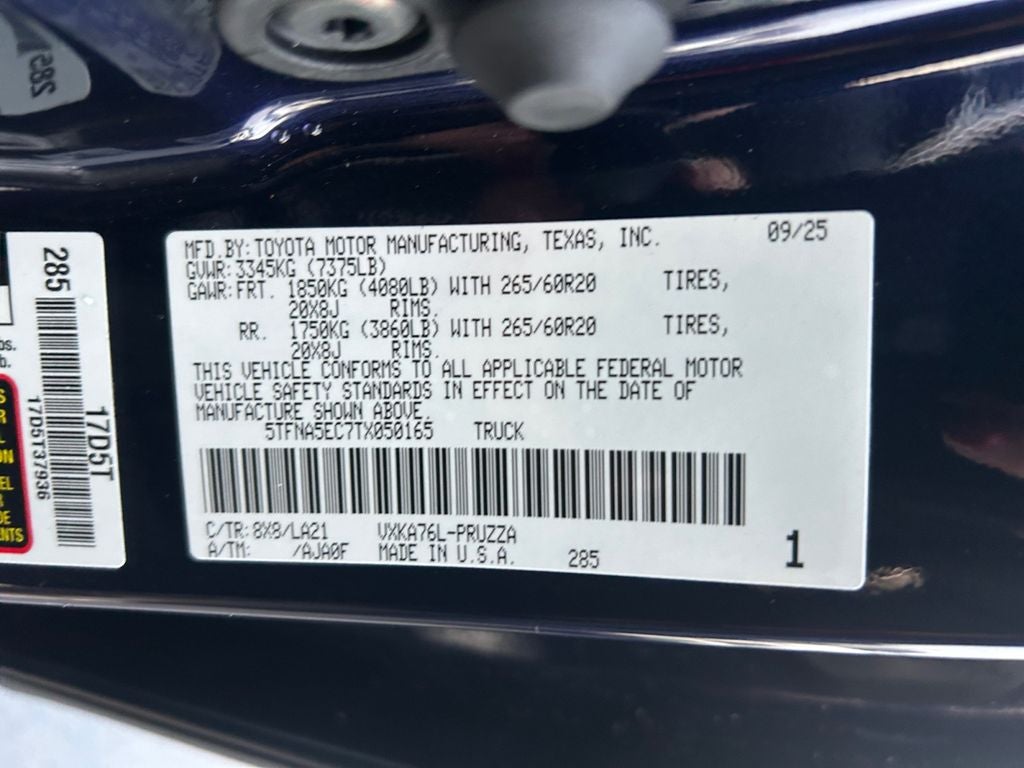 285
MFD.BY: TOYOTA MOTOR MANUFACTURING, TEXAS, INC. 09/25
GVWR: 3345KG (7375LB)
GAWR: FRT. 1850KG (4080LB) WITH 265/60R20 TIRES,
20X8J RIMS.
RR. 1750KG (3860LB) WITH 265/60R20 TIRES,
20X8J RIMS.
THIS VEHICLE CONFORMS TO ALL APPLICABLE FEDERAL MOTOR
VEHICLE SAFETY STANDARDS IN EFFECT ON THE DATE OF
MANUFACTURE SHOWN ABOVE.
5TFNA5EC7TX050165 TRUCK
C/TR: 8X8/LA21 VXKA76L-PRUZZA
A/TM: /AJA0F MADE IN U.S.A. 285
1
285
17D5T
17D5T37936